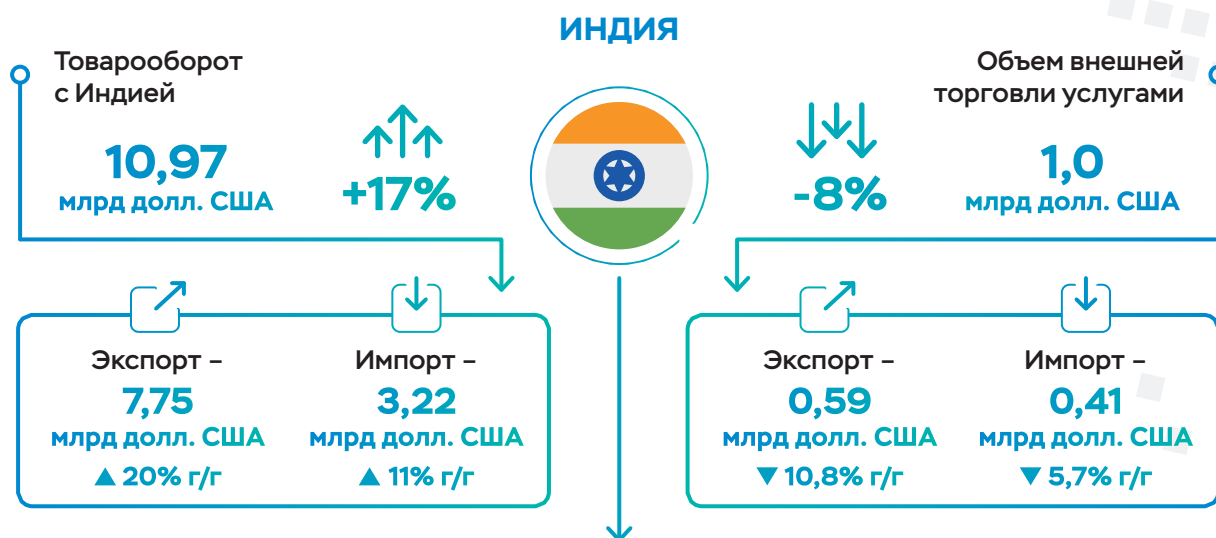 ИНДИЯ
Товарооборот
с Индией
10,97
млрд долл. США
+17%
Объем внешней
торговли услугами
1,0
млрд долл. США
-8%
Экспорт –
7,75
млрд долл. США
▲ 20% г/г
Импорт –
3,22
млрд долл. США
▲ 11% г/г
Экспорт –
0,59
млрд долл. США
▼ 10,8% г/г
Импорт –
0,41
млрд долл. США
▼ 5,7% г/г